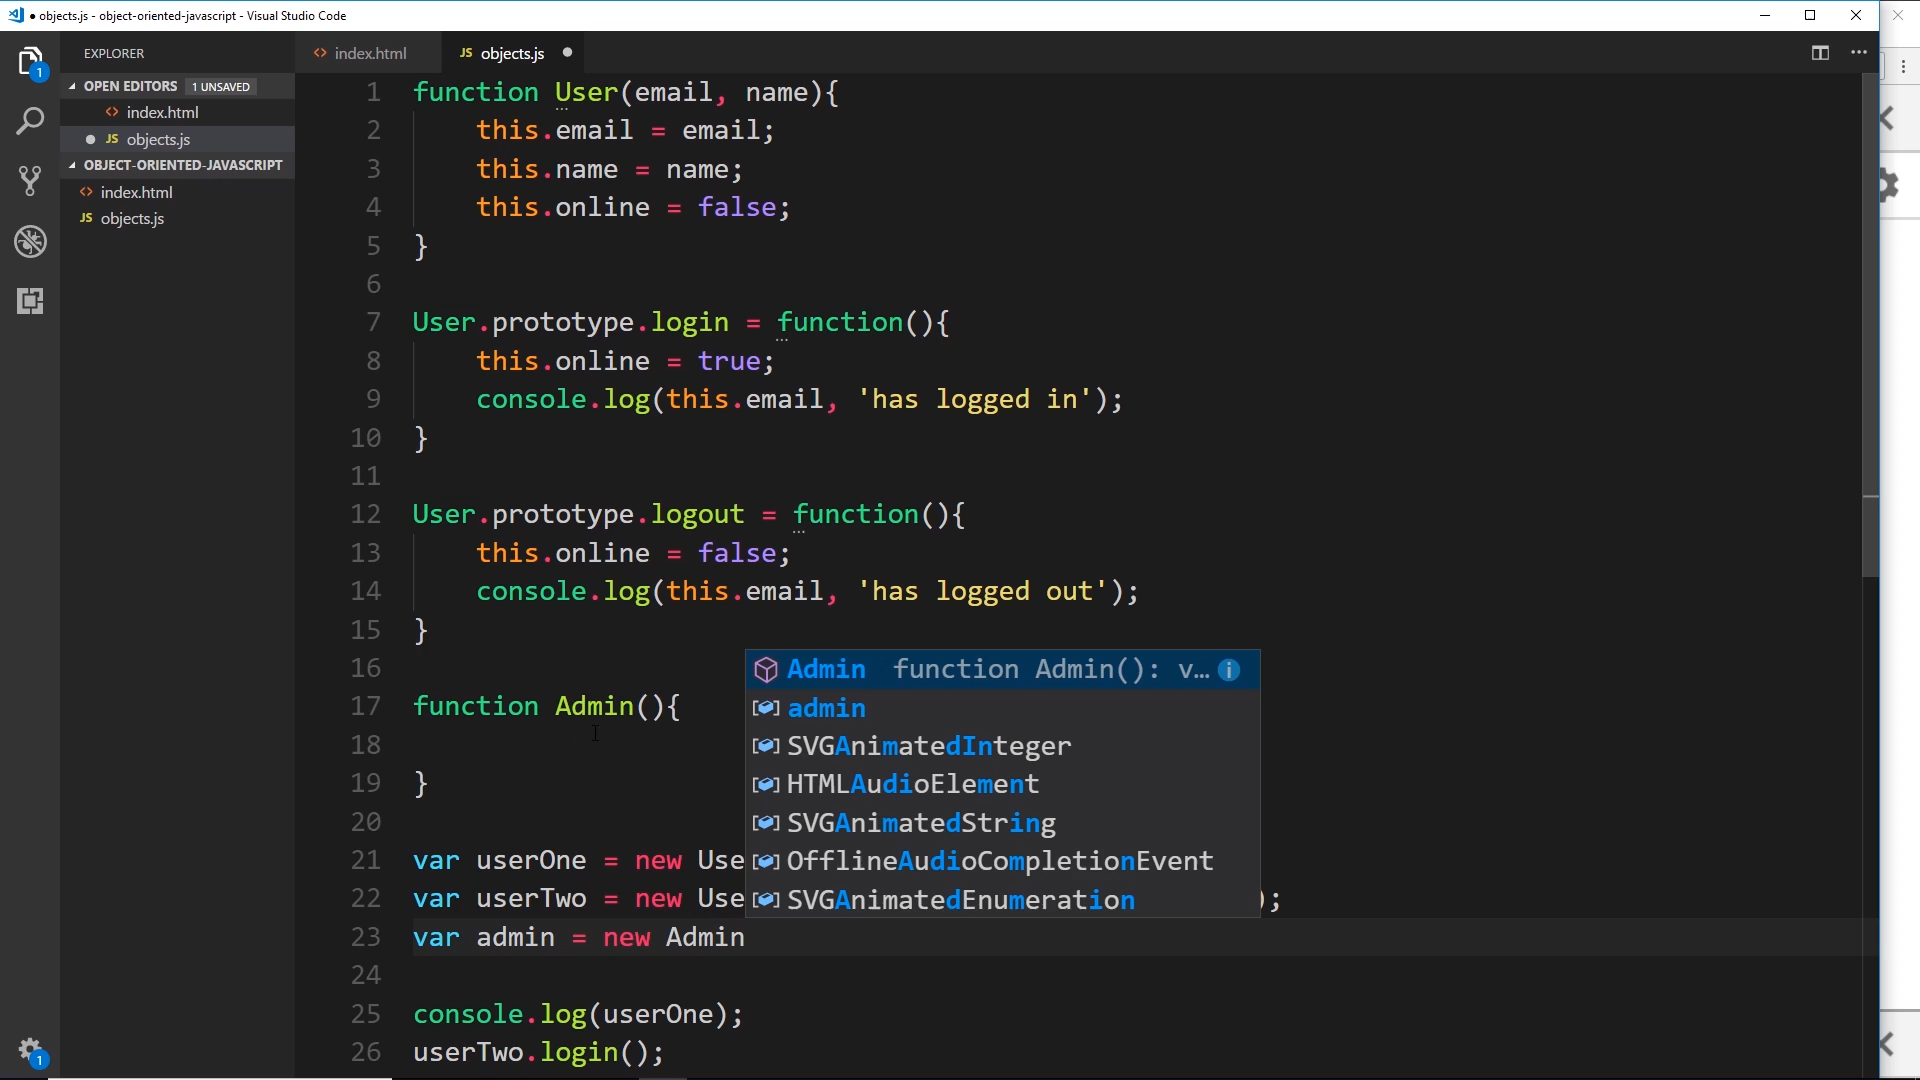 ● objects.js - object-oriented-javascript - Visual Studio Code
EXPLORER
OPEN EDITORS 1 UNSAVED
index.html
JS objects.js
OBJECT-ORIENTED-JAVASCRIPT
index.html
JS objects.js
1
1
index.html
JS objects.js
1 function User(email, name){
2 this.email = email;
3 this.name = name;
4 this.online = false;
5 }
6
7 User.prototype.login = function(){
8 this.online = true;
9 console.log(this.email, 'has logged in');
10 }
11
12 User.prototype.logout = function(){
13 this.online = false;
14 console.log(this.email, 'has logged out');
15 }
16
17 function Admin(){
18
19 }
20
21 var userOne = new Use
22 var userTwo = new Use );
23 var admin = new Admin
24
25 console.log(userOne);
26 userTwo.login();
Admin function Admin(): v...
admin
SVGAnimatedInteger
HTMLAudioElement
SVGAnimatedString
OfflineAudioCompletionEvent
SVGAnimatedEnumeration